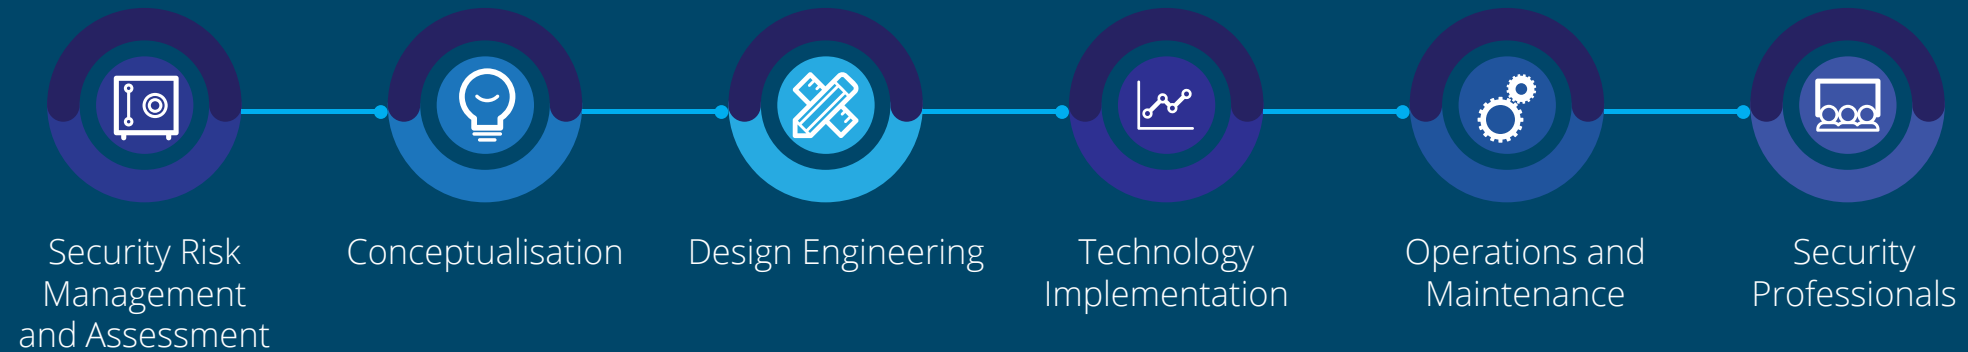 Security Risk
Management
and Assessment
Conceptualisation
Design Engineering
Technology
Implementation
Operations and
Maintenance
Security
Professionals